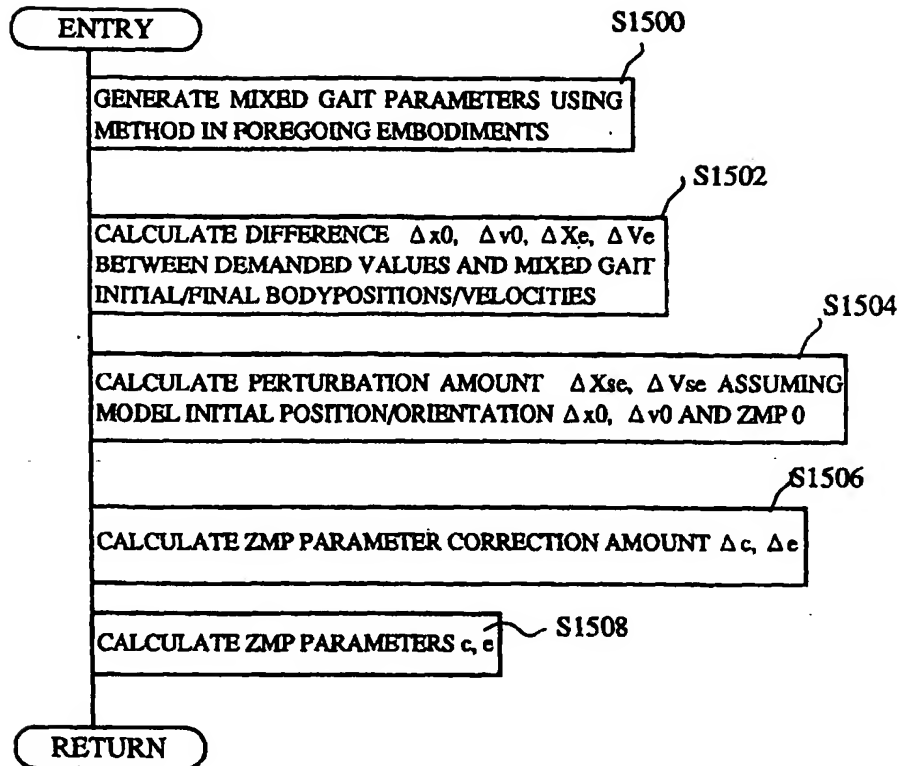 ENTRY
S1500
GENERATE MIXED GAIT PARAMETERS USING
METHOD IN FOREGOING EMBODIMENTS
S1502
CALCULATE DIFFERENCE Δx0, Δv0, ΔXe, ΔVe
BETWEEN DEMANDED VALUES AND MIXED GAIT
INITIAL/FINAL BODYPOSITIONS/VELOCITIES
S1504
CALCULATE PERTURBATION AMOUNT ΔXse, ΔVse ASSUMING
MODEL INITIAL POSITION/ORIENTATION Δx0, Δv0 AND ZMP 0
S1506
CALCULATE ZMP PARAMETER CORRECTION AMOUNT Δc, Δe
S1508
CALCULATE ZMP PARAMETERS c, e
RETURN